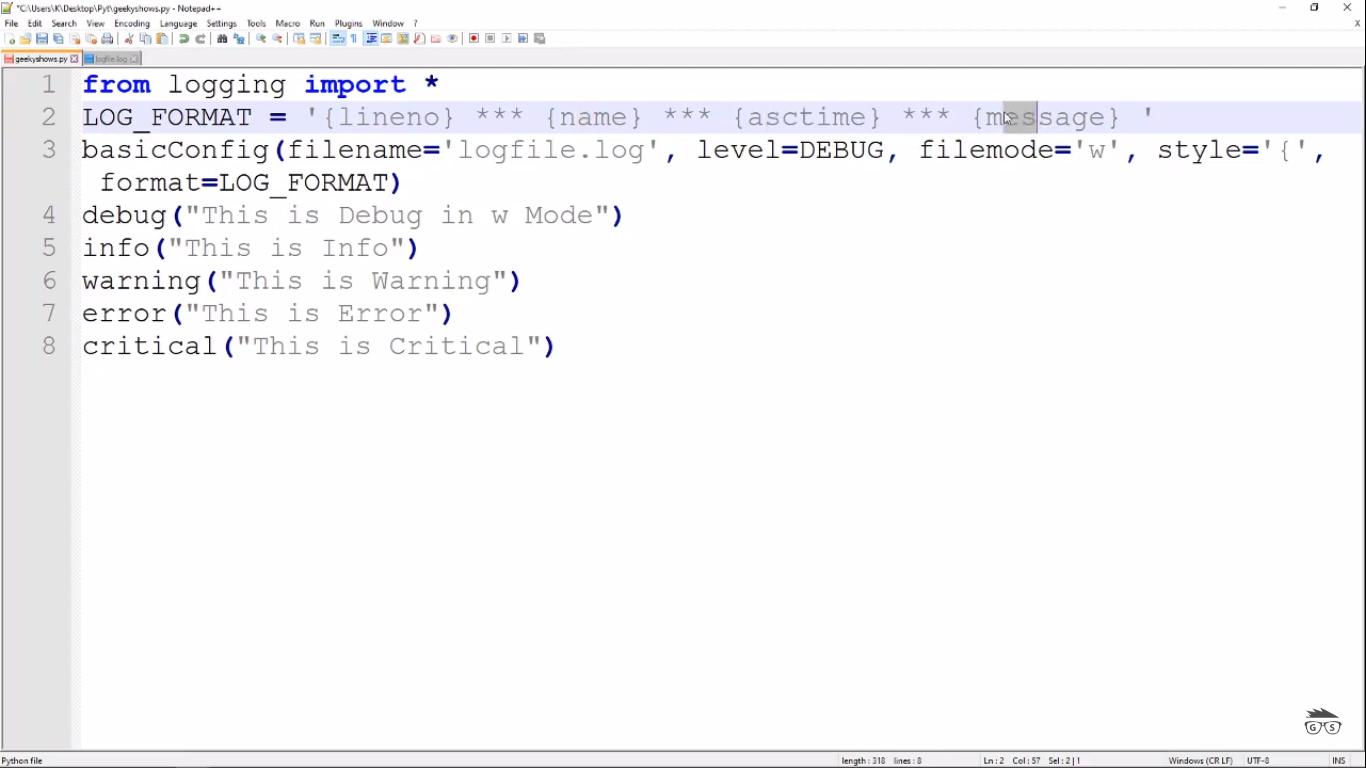 *C:\Users\K\Desktop\Pyt\geekyshows.py - Notepad++
File Edit Search View Encoding Language Settings Tools Macro Run Plugins Window ?
geekyshows.py logfile.log
1 from logging import *
2 LOG_FORMAT = '{lineno} *** {name} *** {asctime} *** {message} '
3 basicConfig(filename='logfile.log', level=DEBUG, filemode='w', style='{',
format=LOG_FORMAT)
4 debug("This is Debug in w Mode")
5 info("This is Info")
6 warning("This is Warning")
7 error("This is Error")
8 critical("This is Critical")
G S
Python file length : 318 lines : 8 Ln : 2 Col : 57 Sel : 2 | 1 Windows (CR LF) UTF-8 INS